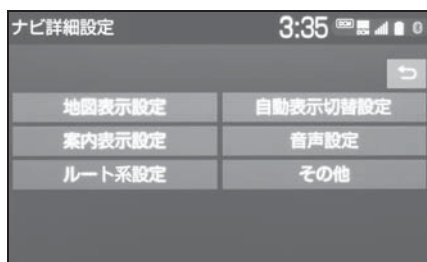 ナビ詳細設定 3:35
地図表示設定 自動表示切替設定
案内表示設定 音声設定
ルート系設定 その他